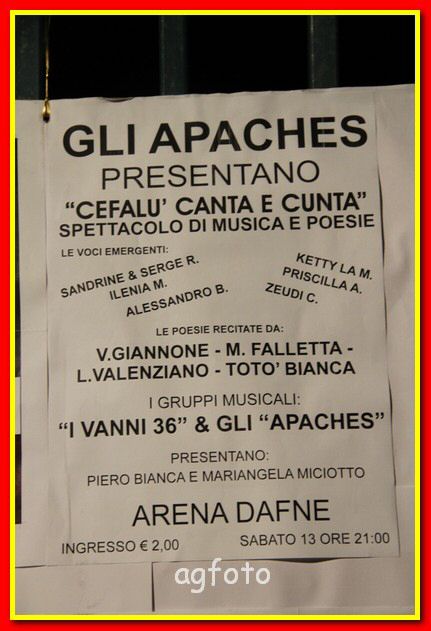 GLI APACHES
PRESENTANO
“CEFALU’ CANTA E CUNTA”
SPETTACOLO DI MUSICA E POESIE
LE VOCI EMERGENTI:
SANDRINE & SERGE R.
ILENIA M.
ALESSANDRO B.
KETTY LA M.
PRISCILLA A.
ZEUDI C.
LE POESIE RECITATE DA:
V.GIANNONE - M. FALLETTA -
L.VALENZIANO - TOTO’ BIANCA
I GRUPPI MUSICALI:
“I VANNI 36” & GLI “APACHES”
PRESENTANO:
PIERO BIANCA E MARIANGELA MICIOTTO
ARENA DAFNE
INGRESSO € 2,00 SABATO 13 ORE 21:00
agfoto